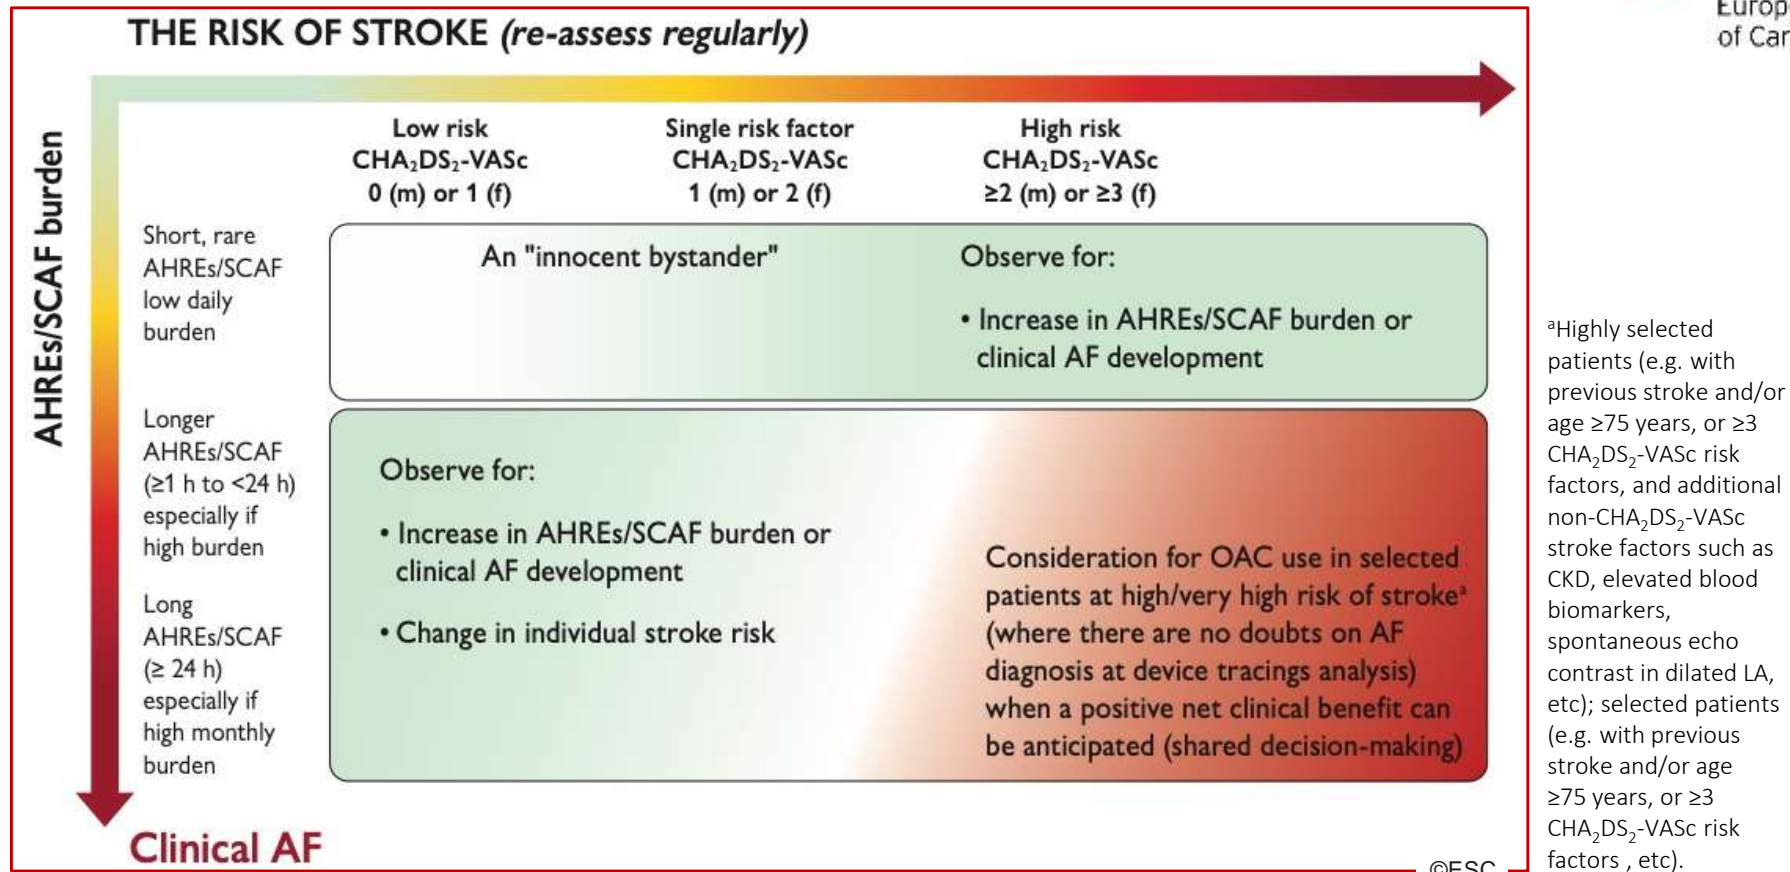 Europ
of Car
THE RISK OF STROKE (re-assess regularly)
AHREs/SCAF burden
Low risk
CHA₂DS₂-VASc
0 (m) or 1 (f)
Single risk factor
CHA₂DS₂-VASc
1 (m) or 2 (f)
High risk
CHA₂DS₂-VASc
≥2 (m) or ≥3 (f)
Short, rare
AHREs/SCAF
low daily
burden
An "innocent bystander"
Observe for:
• Increase in AHREs/SCAF burden or
clinical AF development
Longer
AHREs/SCAF
(≥1 h to <24 h)
especially if
high burden
Long
AHREs/SCAF
(≥ 24 h)
especially if
high monthly
burden
Observe for:
• Increase in AHREs/SCAF burden or
clinical AF development
• Change in individual stroke risk
Consideration for OAC use in selected
patients at high/very high risk of strokeᵃ
(where there are no doubts on AF
diagnosis at device tracings analysis)
when a positive net clinical benefit can
be anticipated (shared decision-making)
Clinical AF
©ESC
ᵃHighly selected
patients (e.g. with
previous stroke and/or
age ≥75 years, or ≥3
CHA₂DS₂-VASc risk
factors, and additional
non-CHA₂DS₂-VASc
stroke factors such as
CKD, elevated blood
biomarkers,
spontaneous echo
contrast in dilated LA,
etc); selected patients
(e.g. with previous
stroke and/or age
≥75 years, or ≥3
CHA₂DS₂-VASc risk
factors , etc).